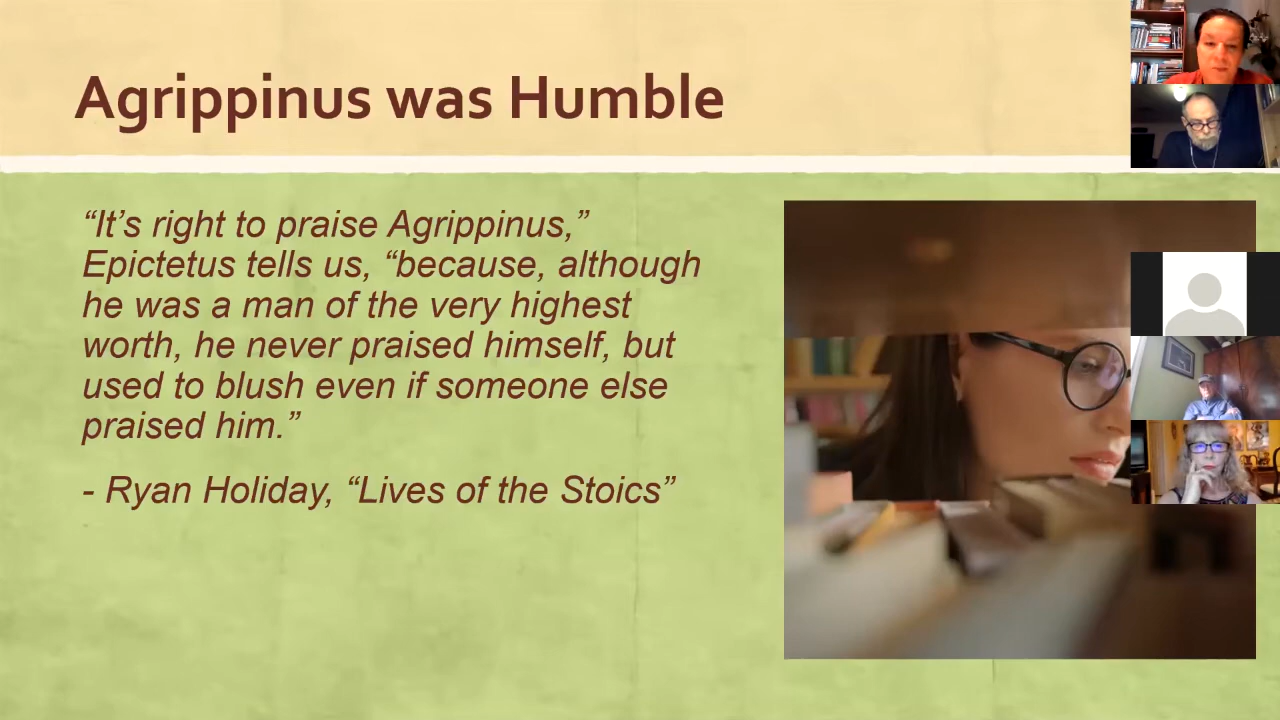 Agrippinus was Humble
“It’s right to praise Agrippinus,”
Epictetus tells us, “because, although
he was a man of the very highest
worth, he never praised himself, but
used to blush even if someone else
praised him.”
- Ryan Holiday, “Lives of the Stoics”